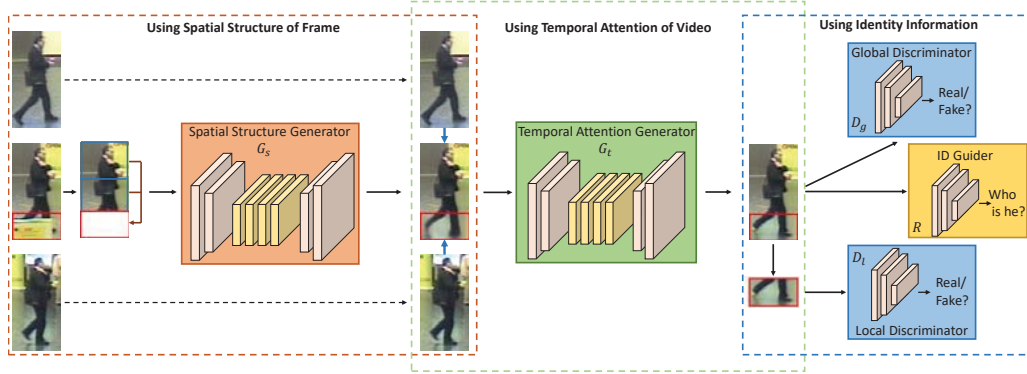 Using Spatial Structure of Frame
Using Temporal Attention of Video
Using Identity Information
Spatial Structure Generator
G_s
Temporal Attention Generator
G_t
Global Discriminator
D_g
Real/
Fake?
ID Guider
R
Who
is he?
D_l
Real/
Fake?
Local Discriminator